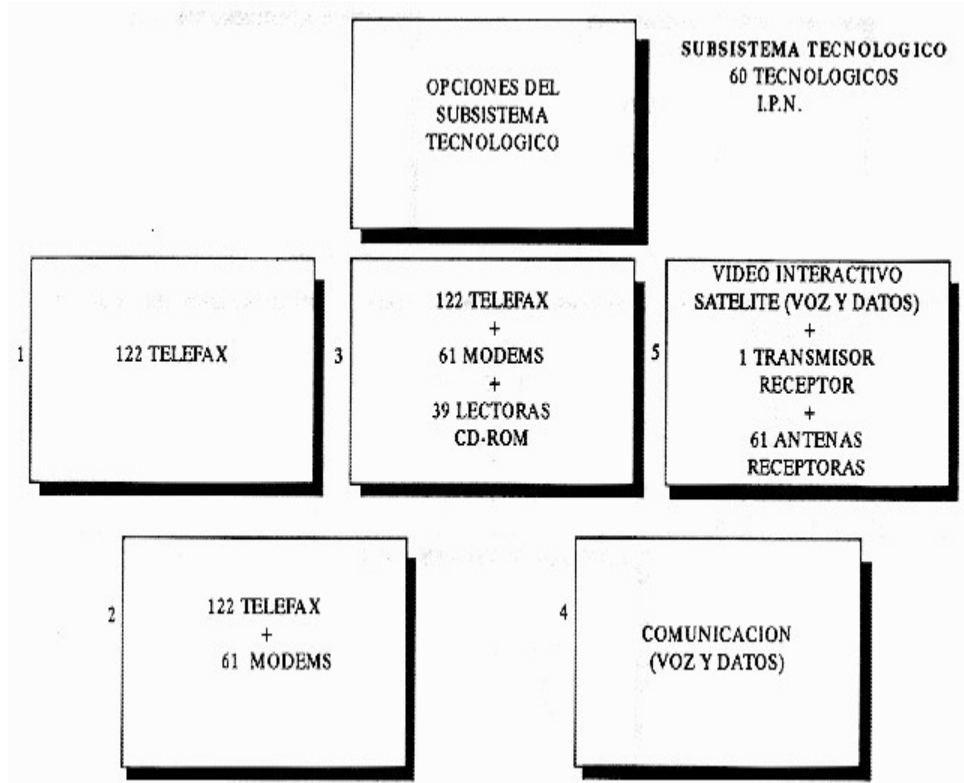 OPCIONES DEL
SUBSISTEMA
TECNOLOGICO
SUBSISTEMA TECNOLOGICO
60 TECNOLOGICOS
I.P.N.
1
122 TELEFAX
3
122 TELEFAX
+
61 MODEMS
+
39 LECTORAS
CD-ROM
5
VIDEO INTERACTIVO
SATELITE (VOZ Y DATOS)
+
1 TRANSMISOR
RECEPTOR
+
61 ANTENAS
RECEPTORAS
2
122 TELEFAX
+
61 MODEMS
4
COMUNICACION
(VOZ Y DATOS)